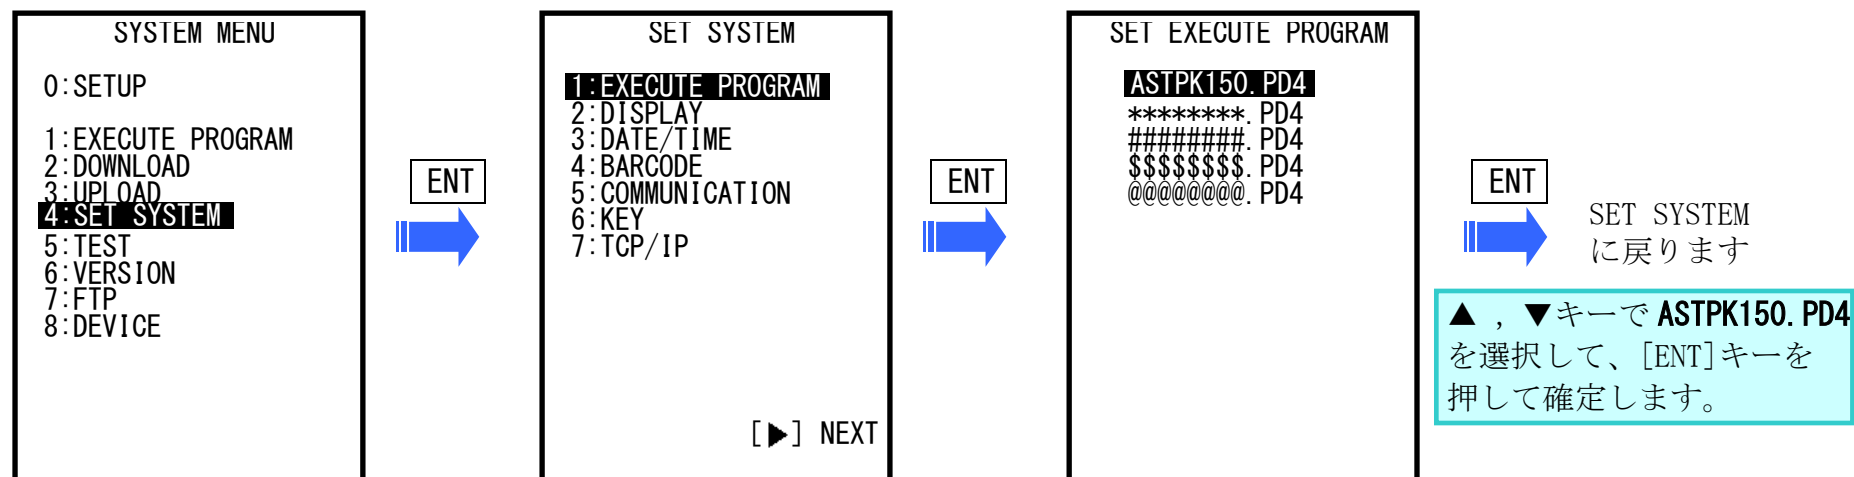 SYSTEM MENU
0:SETUP
1:EXECUTE PROGRAM
2:DOWNLOAD
3:UPLOAD
4:SET SYSTEM
5:TEST
6:VERSION
7:FTP
8:DEVICE
ENT
SET SYSTEM
1:EXECUTE PROGRAM
2:DISPLAY
3:DATE/TIME
4:BARCODE
5:COMMUNICATION
6:KEY
7:TCP/IP
[▶] NEXT
ENT
SET EXECUTE PROGRAM
ASTPK150.PD4
********.PD4
########.PD4
$$$$$$$$.PD4
@@@@@@@@.PD4
ENT
SET SYSTEM
に戻ります
▲ , ▼キーで ASTPK150.PD4
を選択して、[ENT]キーを
押して確定します。